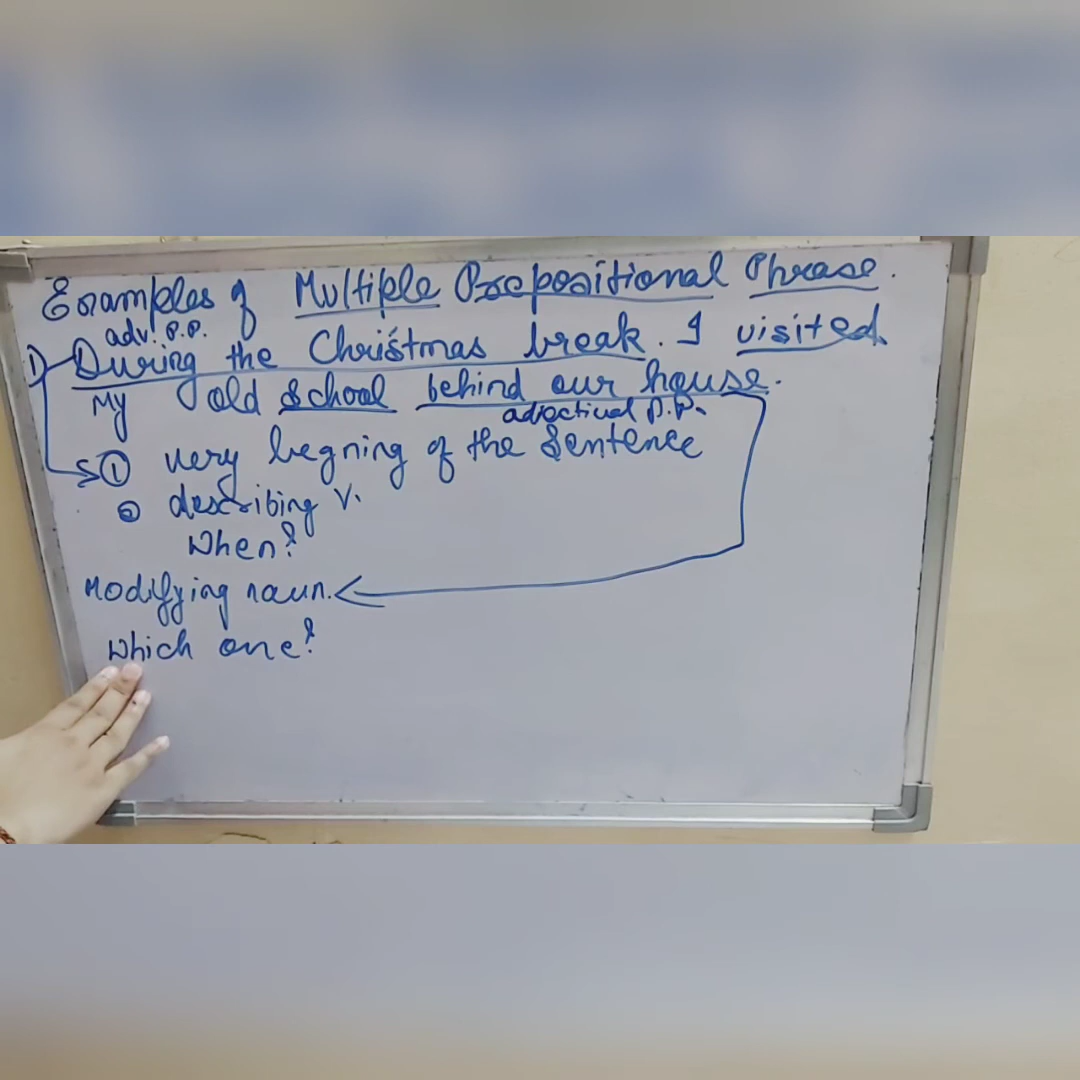 Examples of Multiple Prepositional Phrase.
adv. P.P.
1) During the Christmas break. I visited
My old school behind our house.
adjectival P.P.
① very begning of the Sentence
② describing V.
When?
Modifying noun.
Which one?